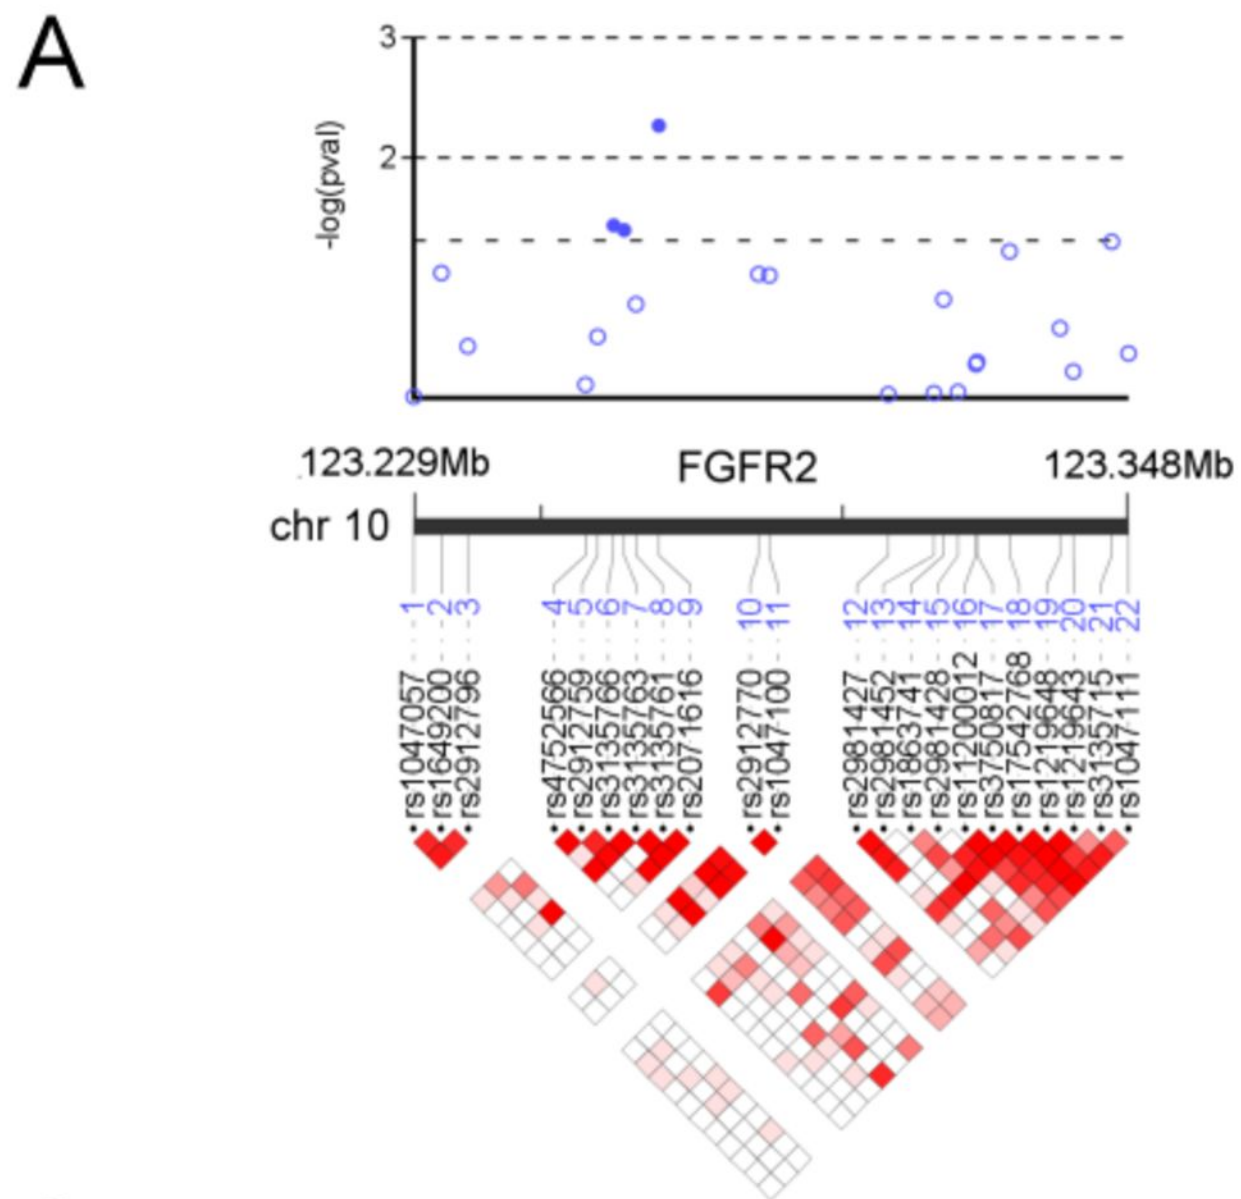 A
3
2
-log(pval)
.123.229Mb FGFR2 123.348Mb
chr 10
1 2 3 4 5 6 7 8 9 10 11 12 13 14 15 16 17 18 19 20 21 22
rs1047057
rs1649200
rs2912796
rs4752566
rs2912759
rs3135766
rs3135763
rs3135761
rs2071616
rs2912770
rs1047100
rs2981427
rs2981452
rs1863741
rs2981428
rs11200012
rs3750817
rs17542768
rs1219648
rs1219643
rs3135715
rs1047111